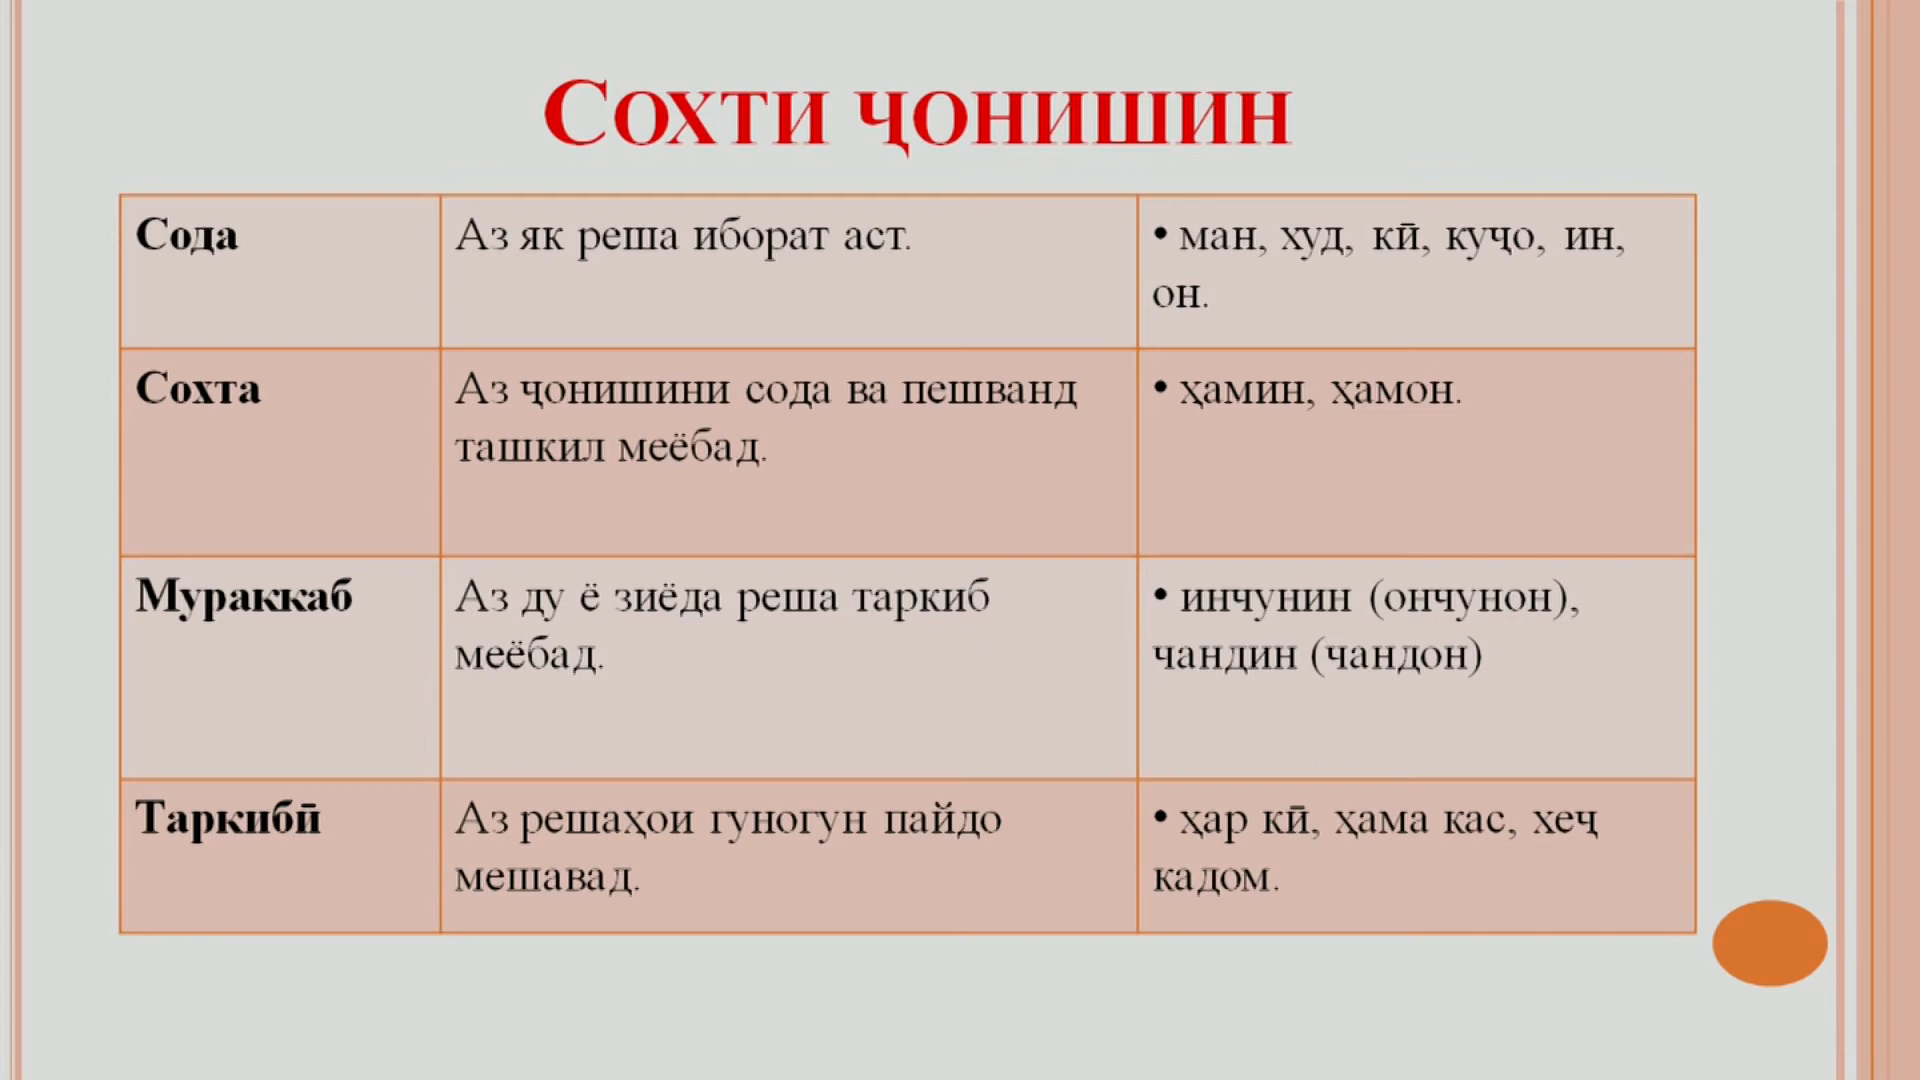 Сохти ҷонишин
Сода
Аз як реша иборат аст.
• ман, худ, кӣ, куҷо, ин,
он.
Сохта
Аз ҷонишини сода ва пешванд
ташкил меёбад.
• ҳамин, ҳамон.
Мураккаб
Аз ду ё зиёда реша таркиб
меёбад.
• инчунин (ончунон),
чандин (чандон)
Таркибӣ
Аз решаҳои гуногун пайдо
мешавад.
• ҳар кӣ, ҳама кас, хеҷ
кадом.